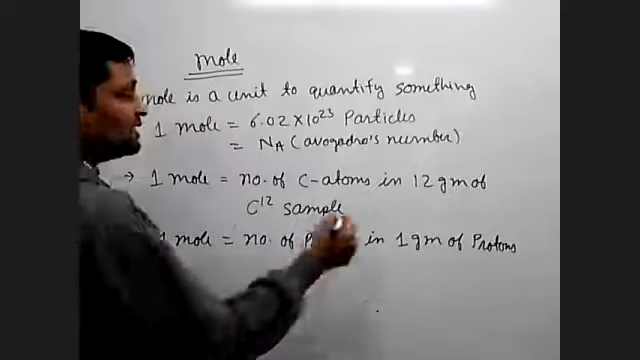 mole
mole is a unit to quantify something
1 mole = 6.02×10²³ Particles
= NA (avogadro's number)
→ 1 mole = no. of C-atoms in 12 gm of
C¹² sample
1 mole = no. of in 1 gm of Protons